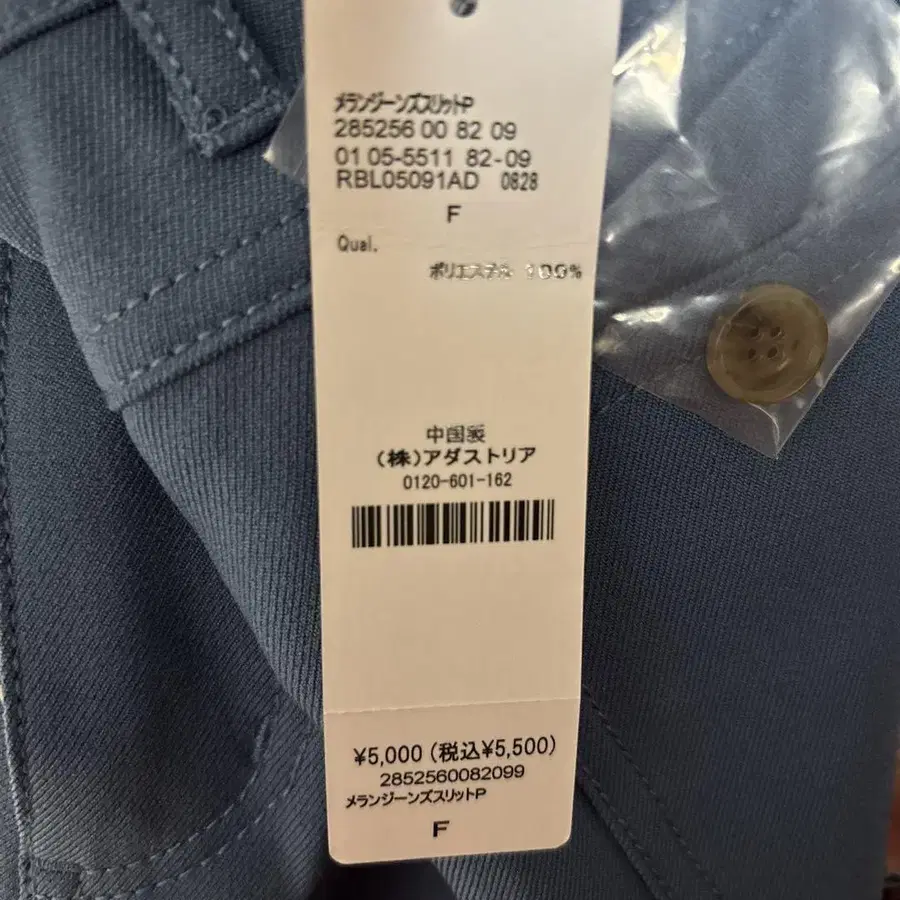 メランジーンズスリットP
285256 00 82 09
01 05-5511 82-09
RBL05091AD 0828
F
Qual.
ポリエステル 100%
中国製
(株)アダストリア
0120-601-162
¥5,000 (税込¥5,500)
2852560082099
メランジーンズスリットP
F